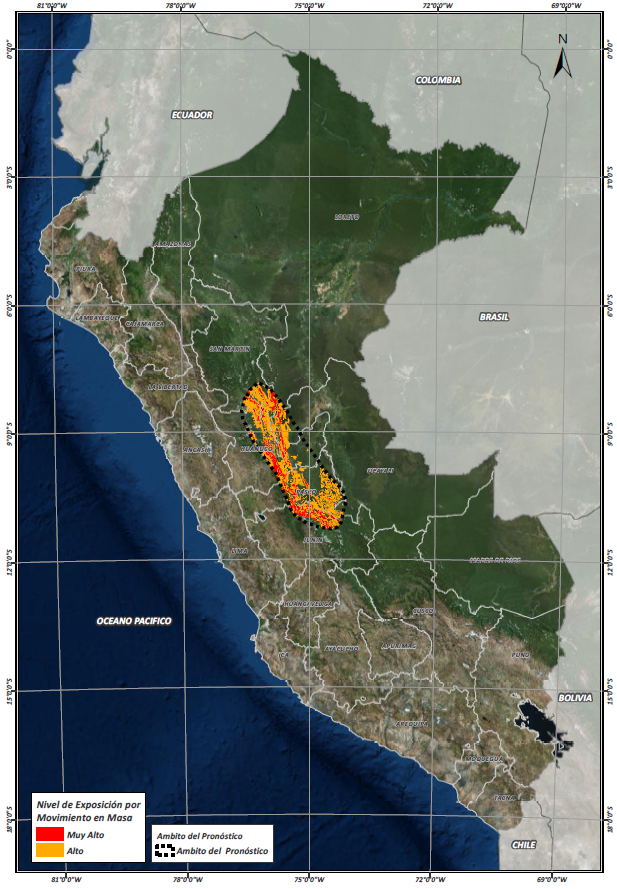 81°0'0"W 78°0'0"W 75°0'0"W 72°0'0"W 69°0'0"W
N
COLOMBIA
ECUADOR
0°0'0"
0°0'0"
3°0'0"S
3°0'0"S
LORETO
AMAZONAS
PIURA
6°0'0"S
6°0'0"S
LAMBAYEQUE
CAJAMARCA
BRASIL
SAN MARTIN
LA LIBERTAD
9°0'0"S
9°0'0"S
ANCASH
HUANUCO
UCAYALI
PASCO
JUNIN
LIMA
12°0'0"S
12°0'0"S
MADRE DE DIOS
HUANCAVELICA
CUSCO
OCEANO PACIFICO
AYACUCHO
APURIMAC
ICA
PUNO
15°0'0"S
15°0'0"S
BOLIVIA
AREQUIPA
MOQUEGUA
TACNA
18°0'0"S
18°0'0"S
CHILE
Nivel de Exposición por
Movimiento en Masa
Muy Alto
Alto
Ambito del Pronóstico
Ambito del Pronóstico
81°0'0"W 78°0'0"W 75°0'0"W 72°0'0"W 69°0'0"W